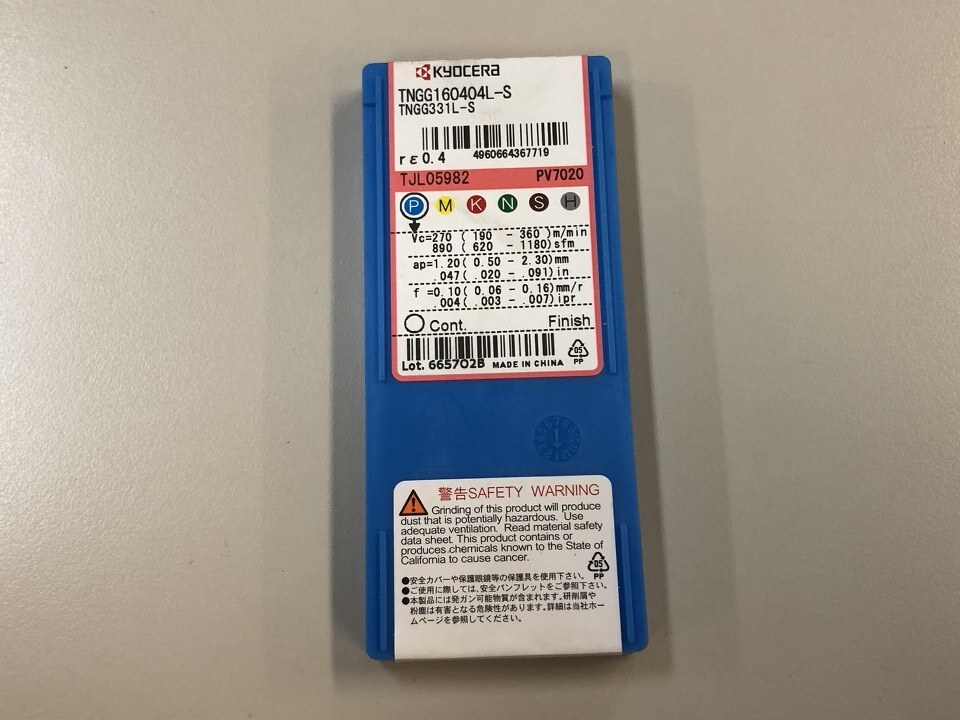 KYOCERA
TNGG160404L-S
TNGG331L-S
rε0.4 4960664367719
TJL05982 PV7020
P M K N S H
Vc=270 ( 190 - 360 )m/min
890 ( 620 - 1180)sfm
ap=1.20( 0.50 - 2.30)mm
.047( .020 - .091)in
f =0.10( 0.06 - 0.16)mm/r
.004( .003 - .007)ipr
Cont. Finish
Lot. 665702B MADE IN CHINA
05
PP
警告SAFETY WARNING
Grinding of this product will produce
dust that is potentially hazardous. Use
adequate ventilation. Read material safety
data sheet. This product contains or
produces chemicals known to the State of
California to cause cancer.
05
PP
●安全カバーや保護眼鏡等の保護具を使用下さい。
●ご使用に際しては、安全パンフレットをご参照下さい。
●本製品には発ガン可能物質が含まれます。研削屑や
粉塵は有害となる危険性があります。詳細は当社ホー
ムページを参照してください。